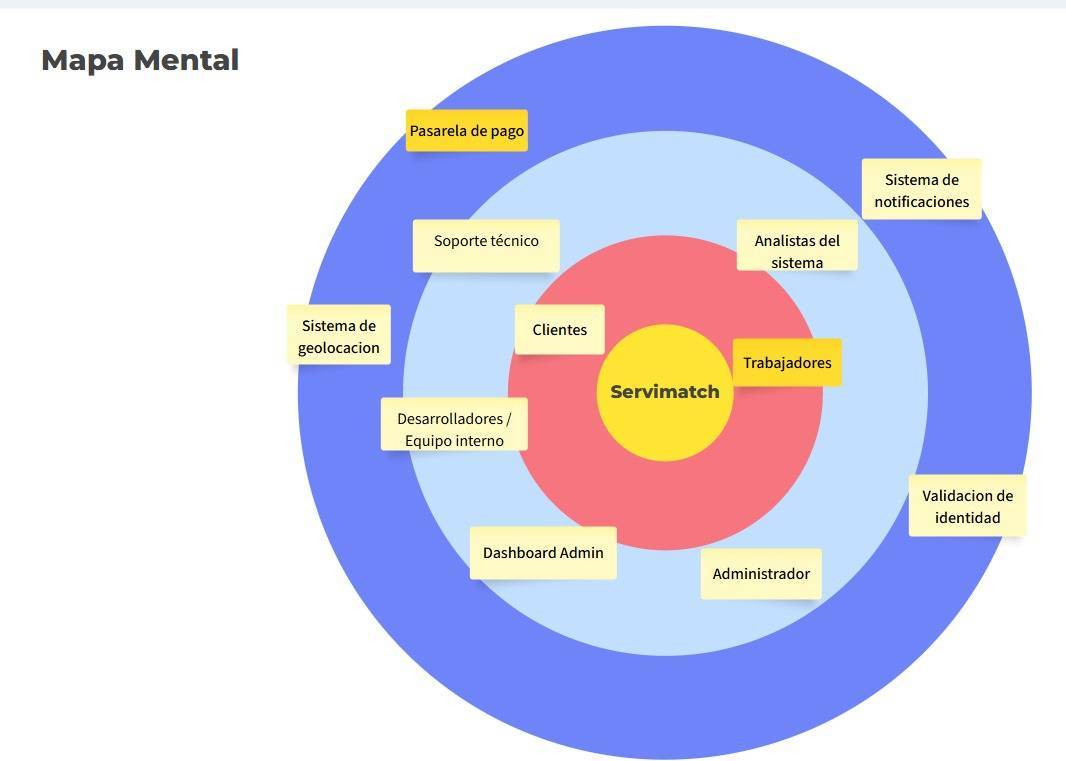 Mapa Mental
Pasarela de pago
Sistema de
notificaciones
Soporte técnico
Analistas del
sistema
Sistema de
geolocacion
Clientes
Trabajadores
Servimatch
Desarrolladores /
Equipo interno
Validacion de
identidad
Dashboard Admin
Administrador